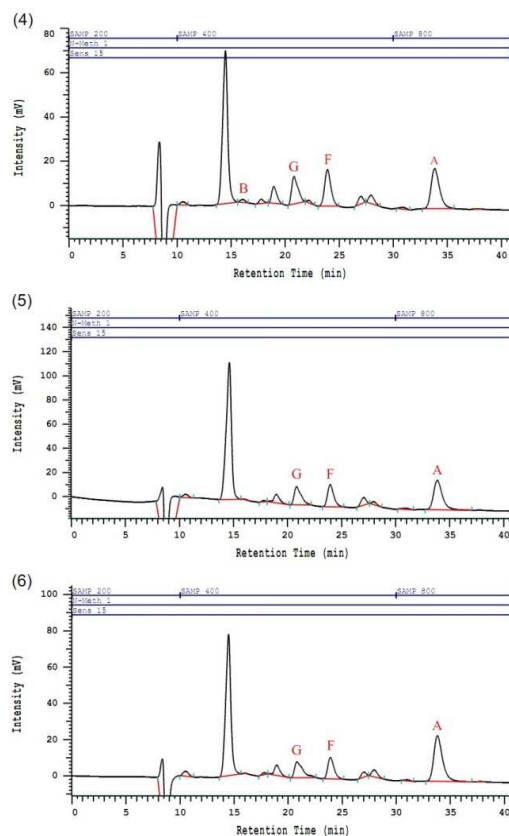 (4)
80
SAMP 200 SAMP 400 SAMP 800
N-Meth 1
Sens 15
60
40
20
0
Intensity (mV)
B G F A
0 5 10 15 20 25 30 35 40
Retention Time (min)
(5)
SAMP 200 SAMP 400 SAMP 800
N-Meth 1
Sens 15
140
120
100
80
60
40
20
0
Intensity (mV)
G F A
0 5 10 15 20 25 30 35 40
Retention Time (min)
(6)
100
SAMP 200 SAMP 400 SAMP 800
N-Meth 1
Sens 15
80
60
40
20
0
Intensity (mV)
G F A
0 5 10 15 20 25 30 35 40
Retention Time (min)